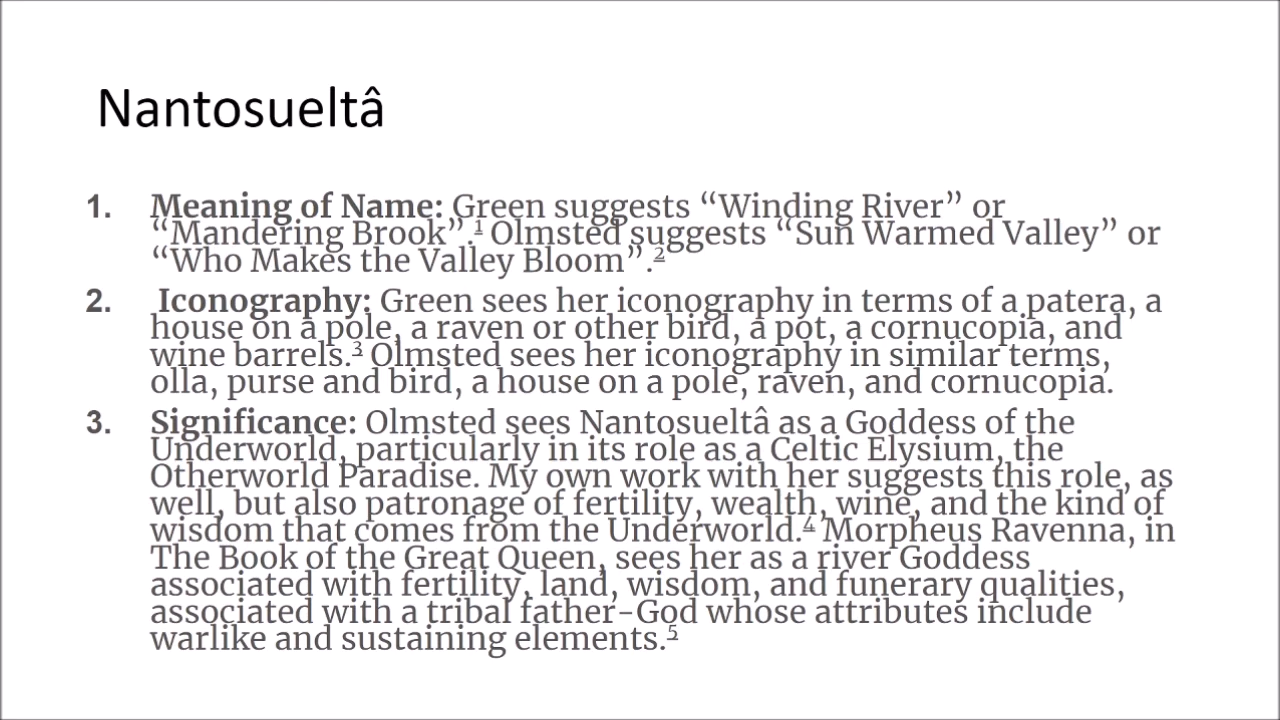 Nantosueltâ
1. Meaning of Name: Green suggests “Winding River” or
“Mandering Brook”.1 Olmsted suggests “Sun Warmed Valley” or
“Who Makes the Valley Bloom”.2
2. Iconography: Green sees her iconography in terms of a patera, a
house on a pole, a raven or other bird, a pot, a cornucopia, and
wine barrels.3 Olmsted sees her iconography in similar terms,
olla, purse and bird, a house on a pole, raven, and cornucopia.
3. Significance: Olmsted sees Nantosueltâ as a Goddess of the
Underworld, particularly in its role as a Celtic Elysium, the
Otherworld Paradise. My own work with her suggests this role, as
well, but also patronage of fertility, wealth, wine, and the kind of
wisdom that comes from the Underworld.4 Morpheus Ravenna, in
The Book of the Great Queen, sees her as a river Goddess
associated with fertility, land, wisdom, and funerary qualities,
associated with a tribal father-God whose attributes include
warlike and sustaining elements.5